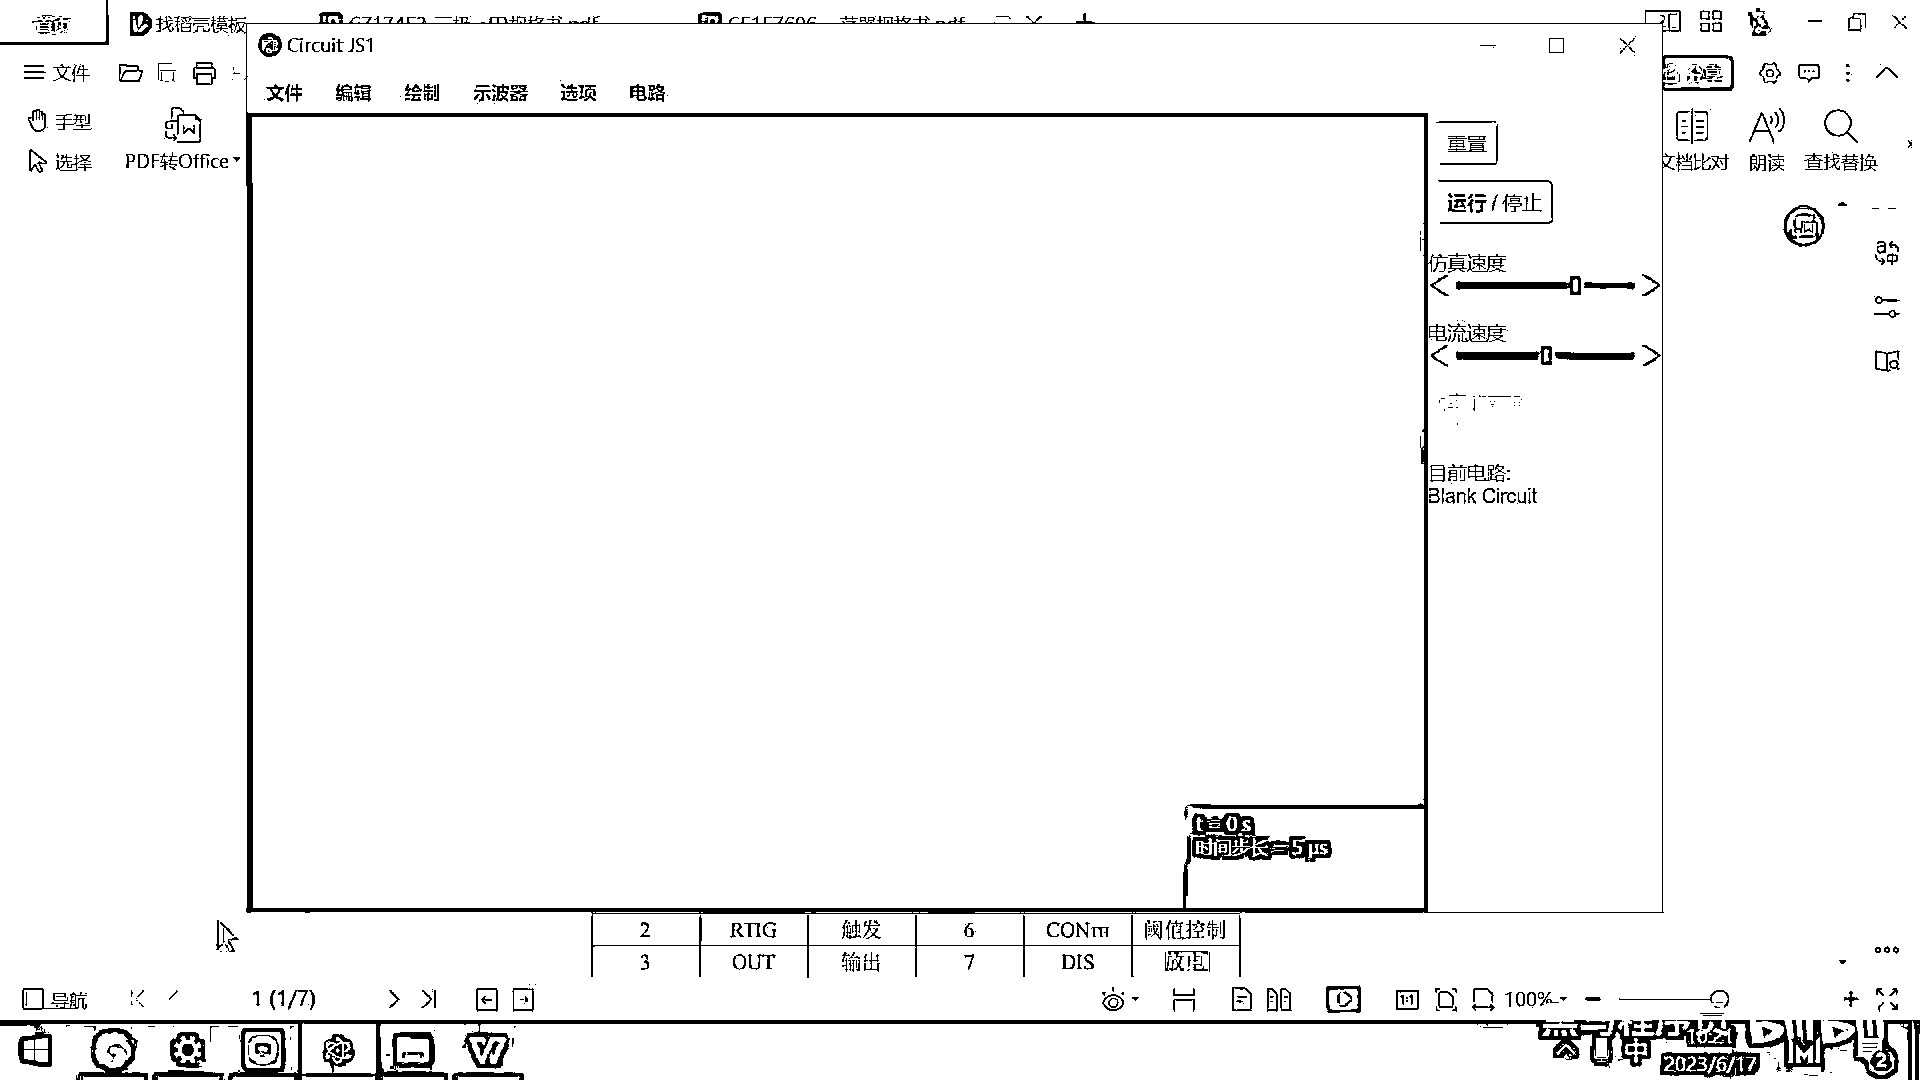 首页
找稻壳模板
Circuit JS1
文件
手型
选择
PDF转Office
文件 编辑 绘制 示波器 选项 电路
重置
运行 / 停止
仿真速度
电流速度
目前电路:
Blank Circuit
文档比对 朗读 查找替换
t = 0 s
时间步长 = 5 μs
2 RTIG 触发 6 CONTH 阈值控制
3 OUT 输出 7 DIS 放电
导航
1 (1/7)
1:1
100%
中
2023/6/17
2